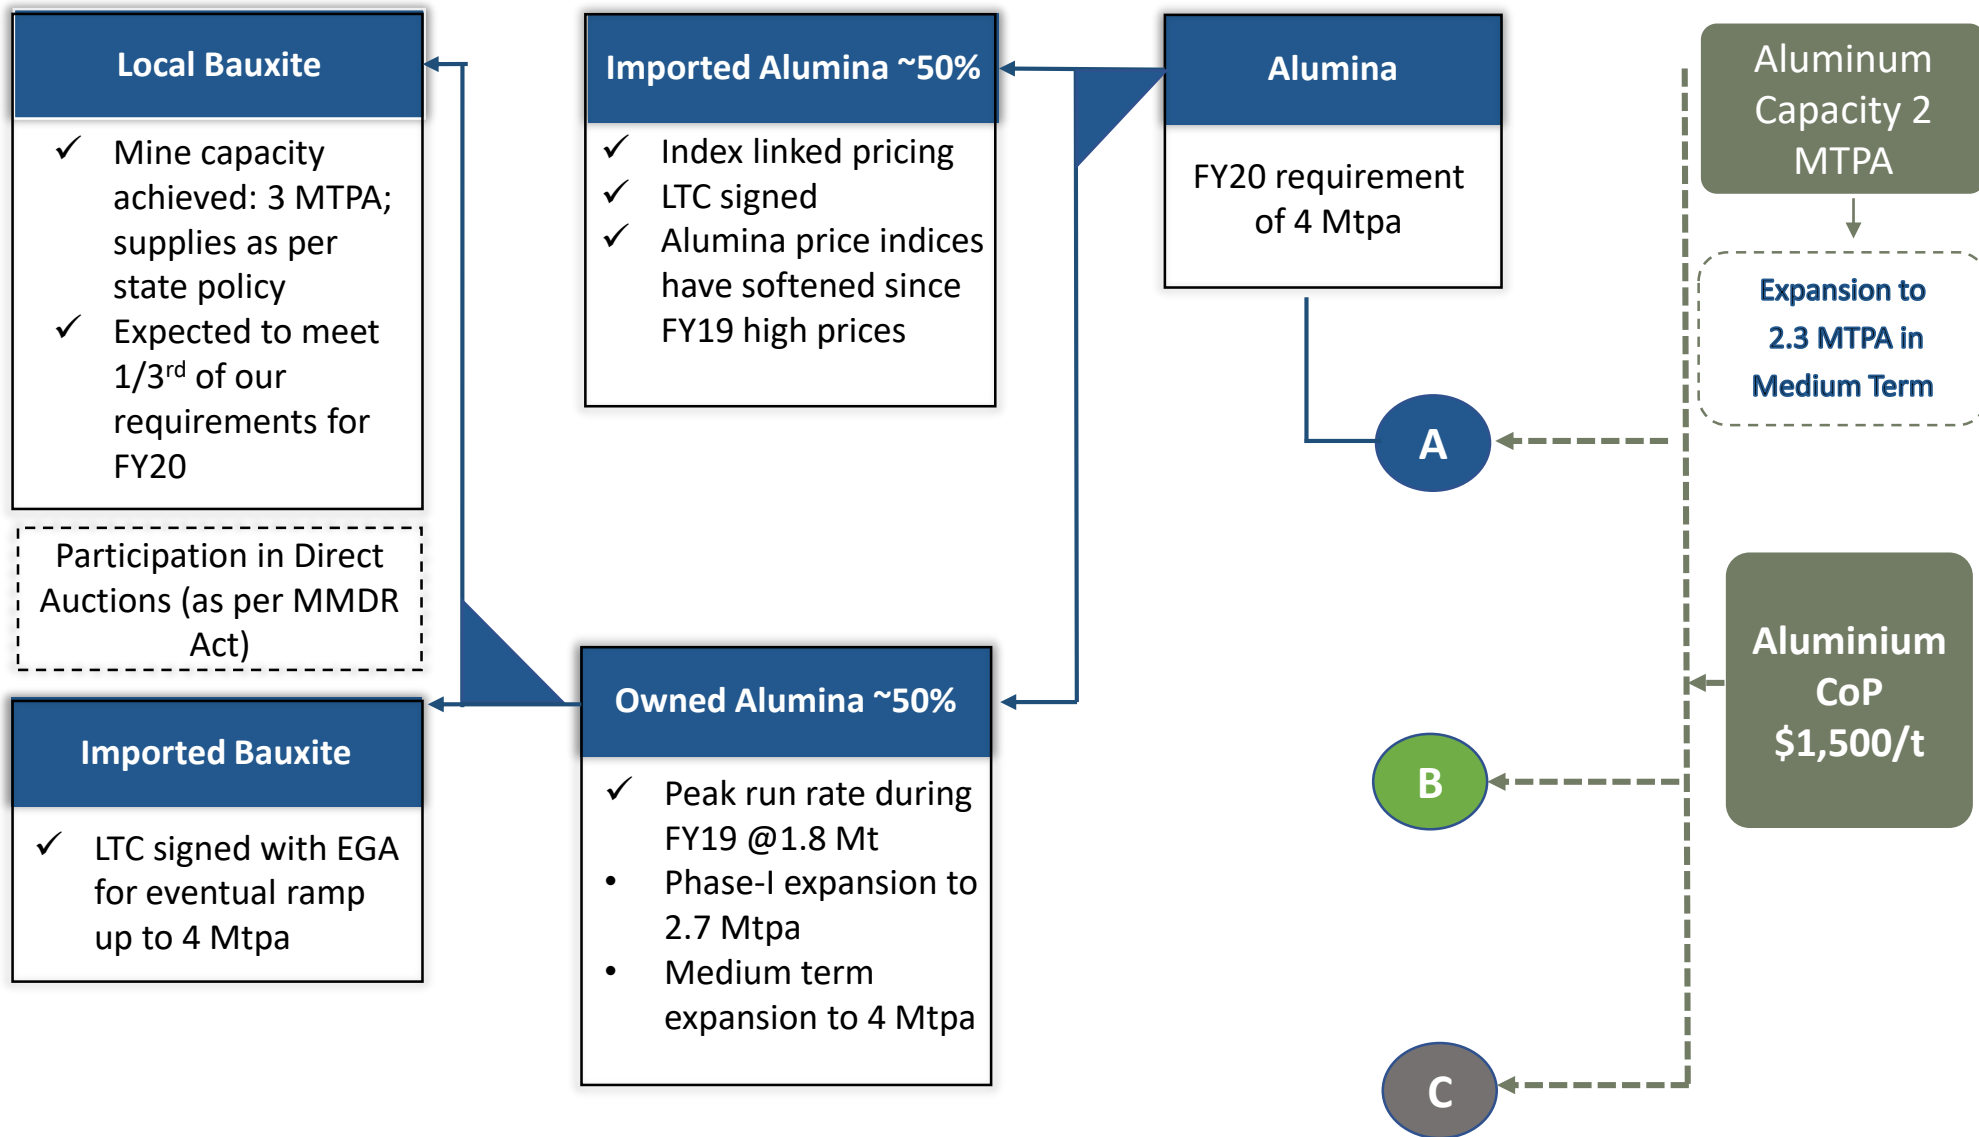 Local Bauxite
✓ Mine capacity
achieved: 3 MTPA;
supplies as per
state policy
✓ Expected to meet
1/3rd of our
requirements for
FY20
Participation in Direct
Auctions (as per MMDR
Act)
Imported Bauxite
✓ LTC signed with EGA
for eventual ramp
up to 4 Mtpa
Imported Alumina ~50%
✓ Index linked pricing
✓ LTC signed
✓ Alumina price indices
have softened since
FY19 high prices
Owned Alumina ~50%
✓ Peak run rate during
FY19 @1.8 Mt
• Phase-I expansion to
2.7 Mtpa
• Medium term
expansion to 4 Mtpa
Alumina
FY20 requirement
of 4 Mtpa
A
B
C
Aluminum
Capacity 2
MTPA
Expansion to
2.3 MTPA in
Medium Term
Aluminium
CoP
$1,500/t